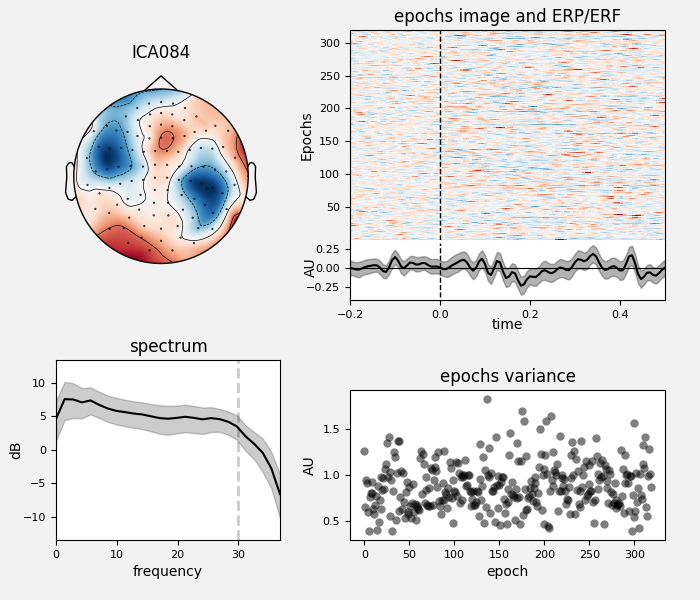 ICA084
epochs image and ERP/ERF
Epochs
300
250
200
150
100
50
AU
0.25
0.00
−0.25
−0.2 0.0 0.2 0.4
time
spectrum
dB
10
5
0
−5
−10
0 10 20 30
frequency
epochs variance
AU
1.5
1.0
0.5
0 50 100 150 200 250 300
epoch